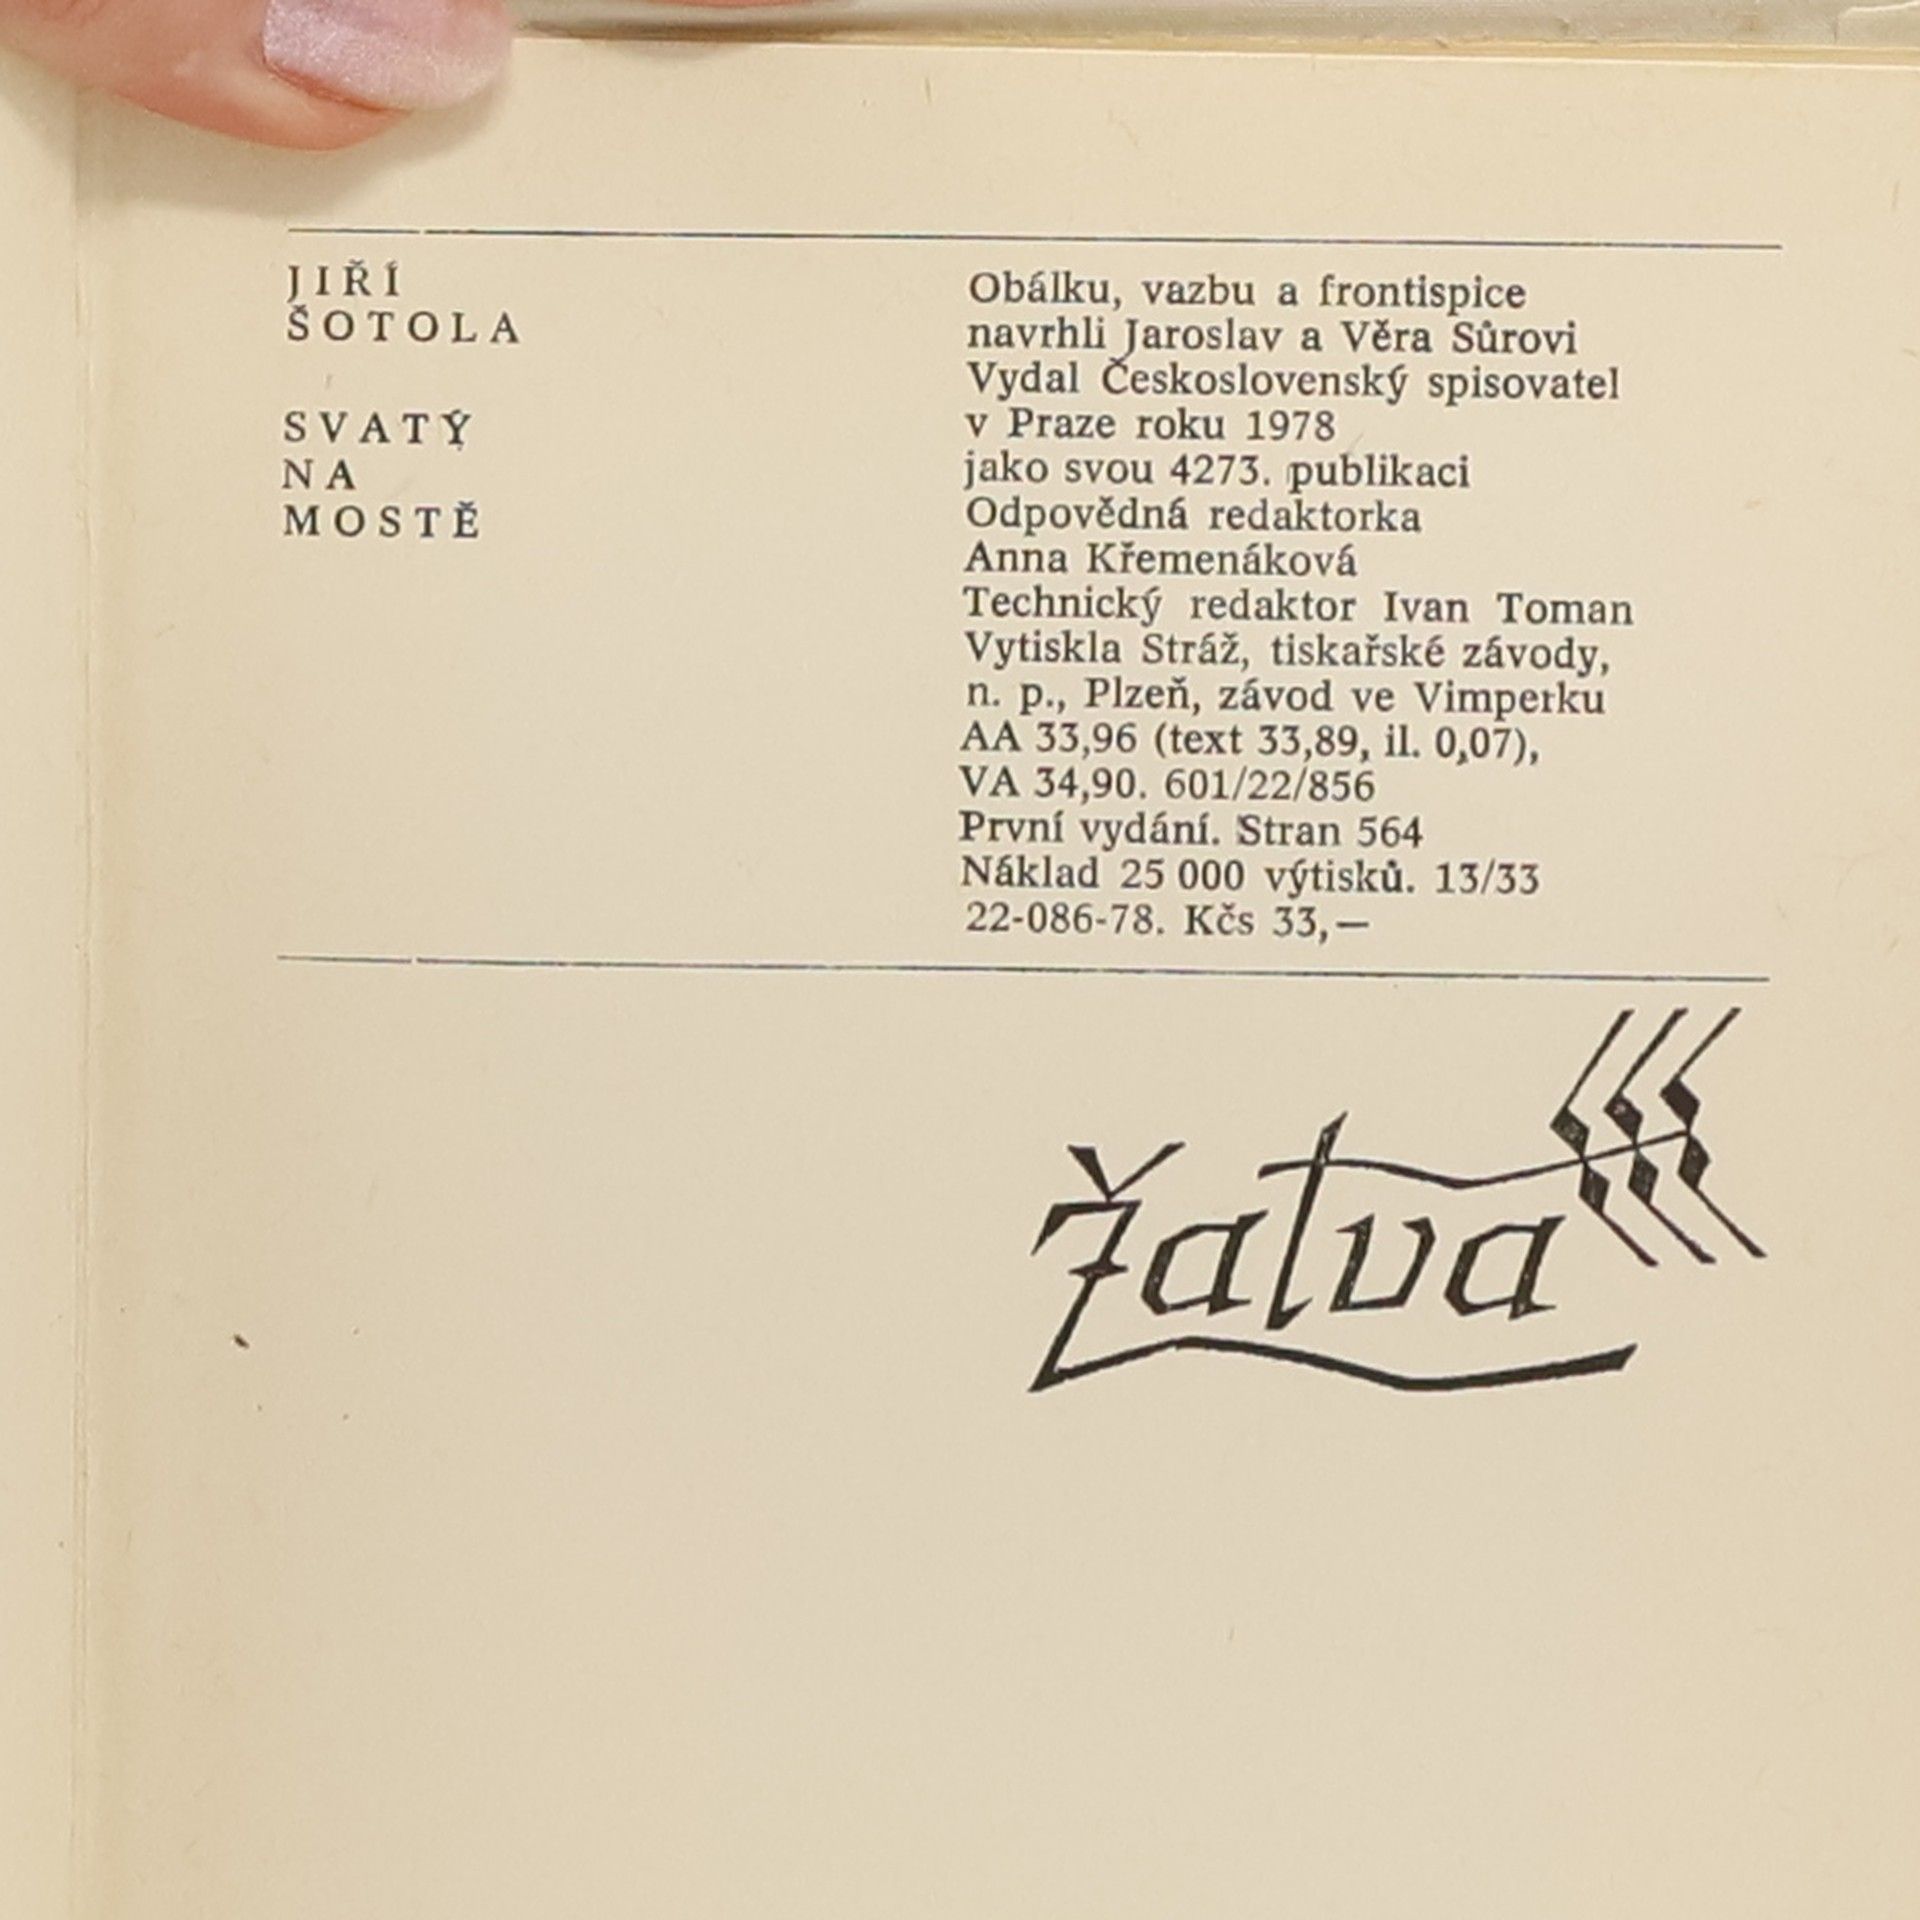 JIŘÍ
ŠOTOLA
SVATÝ
NA
MOSTĚ
Obálku, vazbu a frontispice
navrhli Jaroslav a Věra Sůrovi
Vydal Československý spisovatel
v Praze roku 1978
jako svou 4273. publikaci
Odpovědná redaktorka
Anna Křemenáková
Technický redaktor Ivan Toman
Vytiskla Stráž, tiskařské závody,
n. p., Plzeň, závod ve Vimperku
AA 33,96 (text 33,89, il. 0,07),
VA 34,90. 601/22/856
První vydání. Stran 564
Náklad 25 000 výtisků. 13/33
22-086-78. Kčs 33,—
Žatva